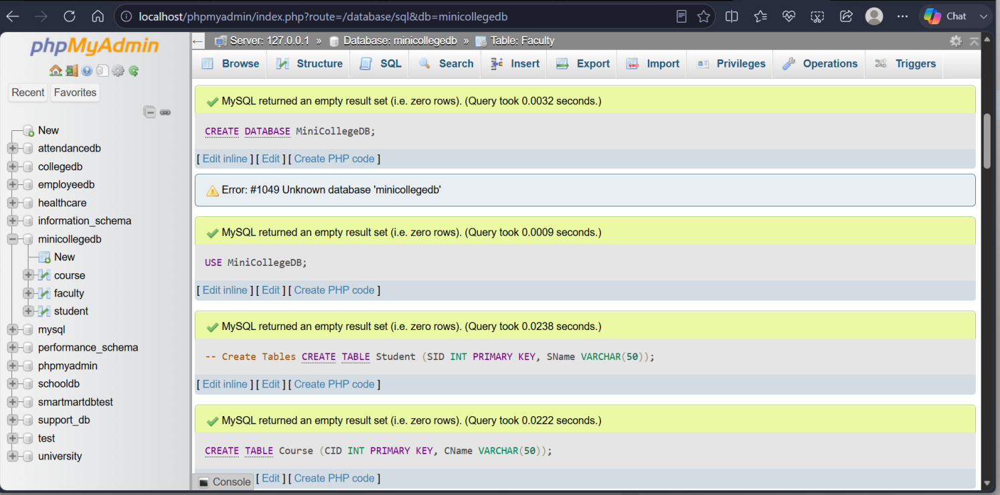 localhost/phpmyadmin/index.php?route=/database/sql&db=minicollegedb
Chat
phpMyAdmin
Recent
Favorites
New
attendancedb
collegedb
employeedb
healthcare
information_schema
minicollegedb
New
course
faculty
student
mysql
performance_schema
phpmyadmin
schooldb
smartmartdbtest
support_db
test
university
Server: 127.0.0.1 » Database: minicollegedb » Table: Faculty
Browse Structure SQL Search Insert Export Import Privileges Operations Triggers
MySQL returned an empty result set (i.e. zero rows). (Query took 0.0032 seconds.)
CREATE DATABASE MiniCollegeDB;
[ Edit inline ] [ Edit ] [ Create PHP code ]
Error: #1049 Unknown database 'minicollegedb'
MySQL returned an empty result set (i.e. zero rows). (Query took 0.0009 seconds.)
USE MiniCollegeDB;
[ Edit inline ] [ Edit ] [ Create PHP code ]
MySQL returned an empty result set (i.e. zero rows). (Query took 0.0238 seconds.)
-- Create Tables CREATE TABLE Student (SID INT PRIMARY KEY, SName VARCHAR(50));
[ Edit inline ] [ Edit ] [ Create PHP code ]
MySQL returned an empty result set (i.e. zero rows). (Query took 0.0222 seconds.)
CREATE TABLE Course (CID INT PRIMARY KEY, CName VARCHAR(50));
Console [ Edit ] [ Create PHP code ]